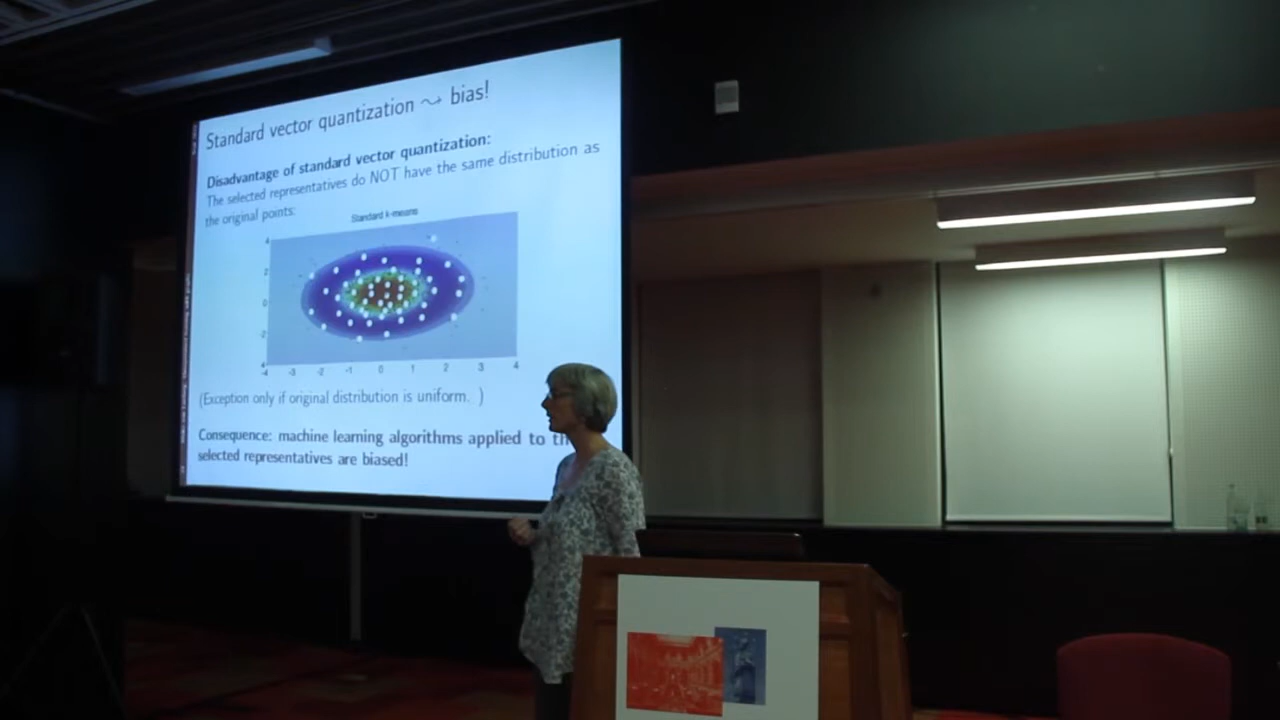 Standard vector quantization ⤳ bias!
Disadvantage of standard vector quantization:
The selected representatives do NOT have the same distribution as
the original points:
Standard k-means
4
2
0
-2
-4 -3 -2 -1 0 1 2 3 4
(Exception only if original distribution is uniform. )
Consequence: machine learning algorithms applied to
selected representatives are biased!